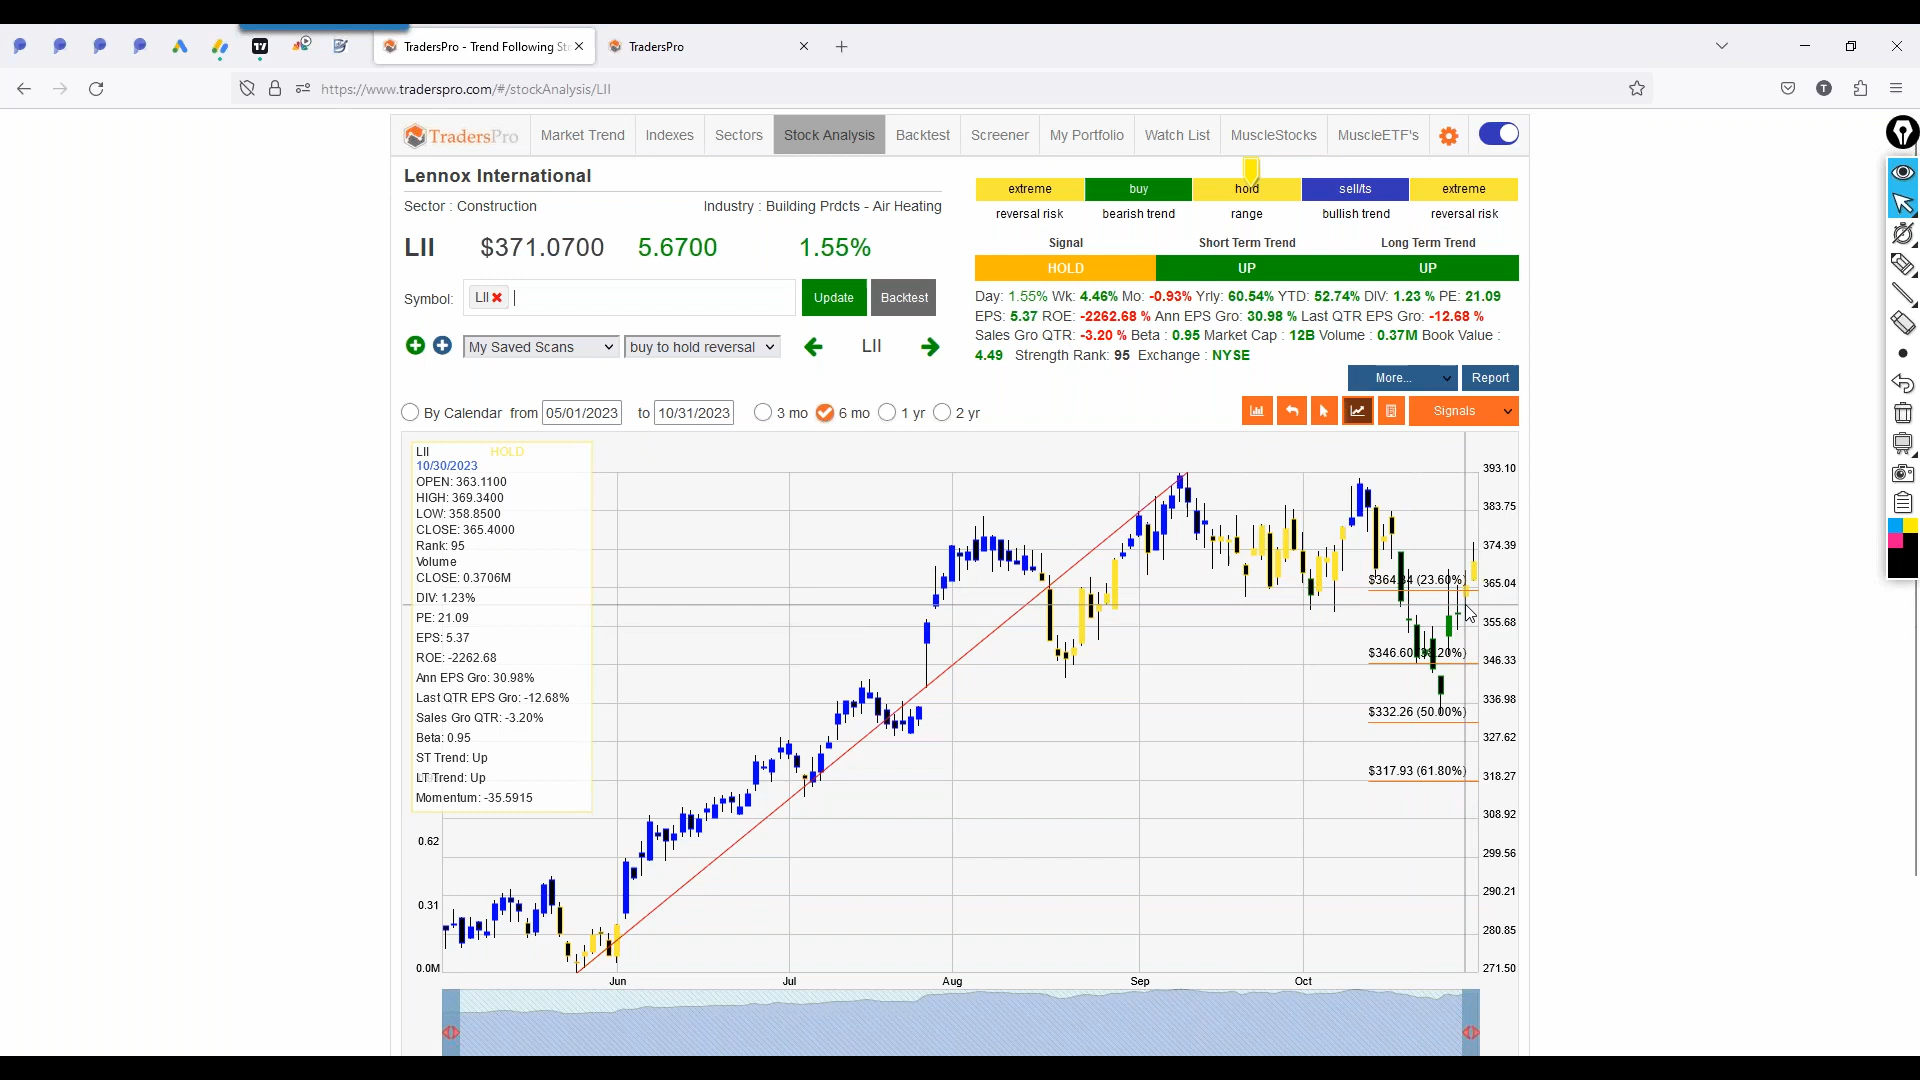 TradersPro - Trend Following Sto
TradersPro
https://www.traderspro.com/#/stockAnalysis/LII
TradersPro Market Trend Indexes Sectors Stock Analysis Backtest Screener My Portfolio Watch List MuscleStocks MuscleETF's
Lennox International
Sector : Construction Industry : Building Prdcts - Air Heating
LII $371.0700 5.6700 1.55%
Symbol: LII Update Backtest
My Saved Scans buy to hold reversal LII
extreme buy hold sell/ts extreme
reversal risk bearish trend range bullish trend reversal risk
Signal Short Term Trend Long Term Trend
HOLD UP UP
Day: 1.55% Wk: 4.46% Mo: -0.93% Yrly: 60.54% YTD: 52.74% DIV: 1.23 % PE: 21.09
EPS: 5.37 ROE: -2262.68 % Ann EPS Gro: 30.98 % Last QTR EPS Gro: -12.68 %
Sales Gro QTR: -3.20 % Beta : 0.95 Market Cap : 12B Volume : 0.37M Book Value :
4.49 Strength Rank: 95 Exchange : NYSE
More... Report
By Calendar from 05/01/2023 to 10/31/2023 3 mo 6 mo 1 yr 2 yr
Signals
LII HOLD
10/30/2023
OPEN: 363.1100
HIGH: 369.3400
LOW: 358.8500
CLOSE: 365.4000
Rank: 95
Volume
CLOSE: 0.3706M
DIV: 1.23%
PE: 21.09
EPS: 5.37
ROE: -2262.68
Ann EPS Gro: 30.98%
Last QTR EPS Gro: -12.68%
Sales Gro QTR: -3.20%
Beta: 0.95
ST Trend: Up
LT Trend: Up
Momentum: -35.5915
0.62
0.31
0.0M
$364.34 (23.60%)
$346.60 (38.20%)
$332.26 (50.00%)
$317.93 (61.80%)
393.10
383.75
374.39
365.04
355.68
346.33
336.98
327.62
318.27
308.92
299.56
290.21
280.85
271.50
Jun Jul Aug Sep Oct